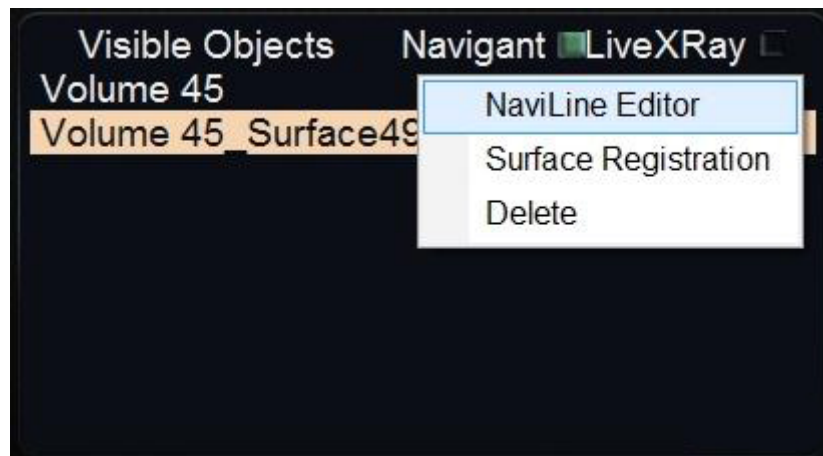 Visible Objects Navigant LiveXRay
Volume 45
NaviLine Editor
Volume 45_Surface49
Surface Registration
Delete